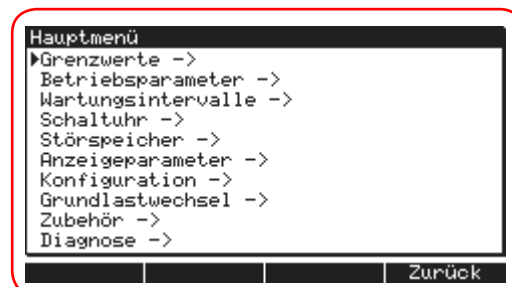 Hauptmenü
▶Grenzwerte ->
Betriebsparameter ->
Wartungsintervalle ->
Schaltuhr ->
Störspeicher ->
Anzeigeparameter ->
Konfiguration ->
Grundlastwechsel ->
Zubehör ->
Diagnose ->
Zurück